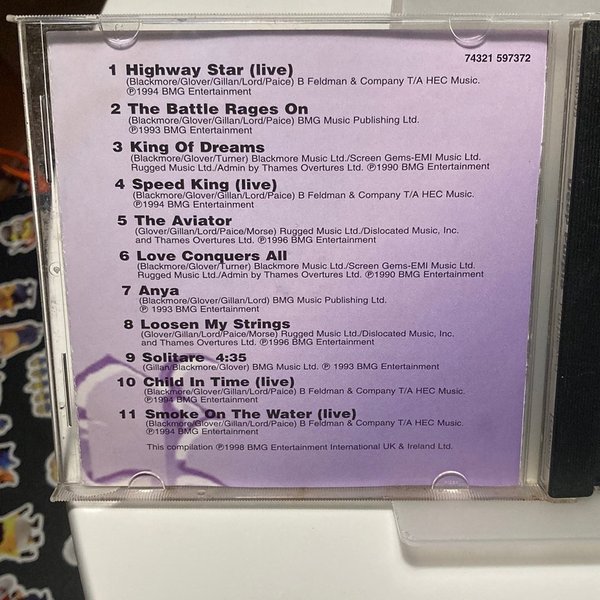 74321 597372
1 Highway Star (live)
(Blackmore/Glover/Gillan/Lord/Paice) B Feldman & Company T/A HEC Music.
℗1994 BMG Entertainment
2 The Battle Rages On
(Blackmore/Glover/Gillan/Lord/Paice) BMG Music Publishing Ltd.
℗1993 BMG Entertainment
3 King Of Dreams
(Blackmore/Glover/Turner) Blackmore Music Ltd./Screen Gems-EMI Music Ltd.
Rugged Music Ltd./Admin by Thames Overtures Ltd. ℗1990 BMG Entertainment
4 Speed King (live)
(Blackmore/Glover/Gillan/Lord/Paice) B Feldman & Company T/A HEC Music.
℗1994 BMG Entertainment
5 The Aviator
(Glover/Gillan/Lord/Paice/Morse) Rugged Music Ltd./Dislocated Music, Inc.
and Thames Overtures Ltd. ℗1996 BMG Entertainment
6 Love Conquers All
(Blackmore/Glover/Turner) Blackmore Music Ltd./Screen Gems-EMI Music Ltd.
Rugged Music Ltd./Admin by Thames Overtures Ltd. ℗1990 BMG Entertainment
7 Anya
(Blackmore/Glover/Gillan/Lord) BMG Music Publishing Ltd.
℗ 1993 BMG Entertainment
8 Loosen My Strings
(Glover/Gillan/Lord/Paice/Morse) Rugged Music Ltd./Dislocated Music, Inc.
and Thames Overtures Ltd. ℗1996 BMG Entertainment
9 Solitare 4:35
(Gillan/Blackmore/Glover) BMG Music Ltd. ℗ 1993 BMG Entertainment
10 Child In Time (live)
(Blackmore/Glover/Gillan/Lord/Paice) B Feldman & Company T/A HEC Music.
℗1994 BMG Entertainment
11 Smoke On The Water (live)
(Blackmore/Glover/Gillan/Lord/Paice) B Feldman & Company T/A HEC Music.
℗1994 BMG Entertainment
This compilation ℗1998 BMG Entertainment International UK & Ireland Ltd.